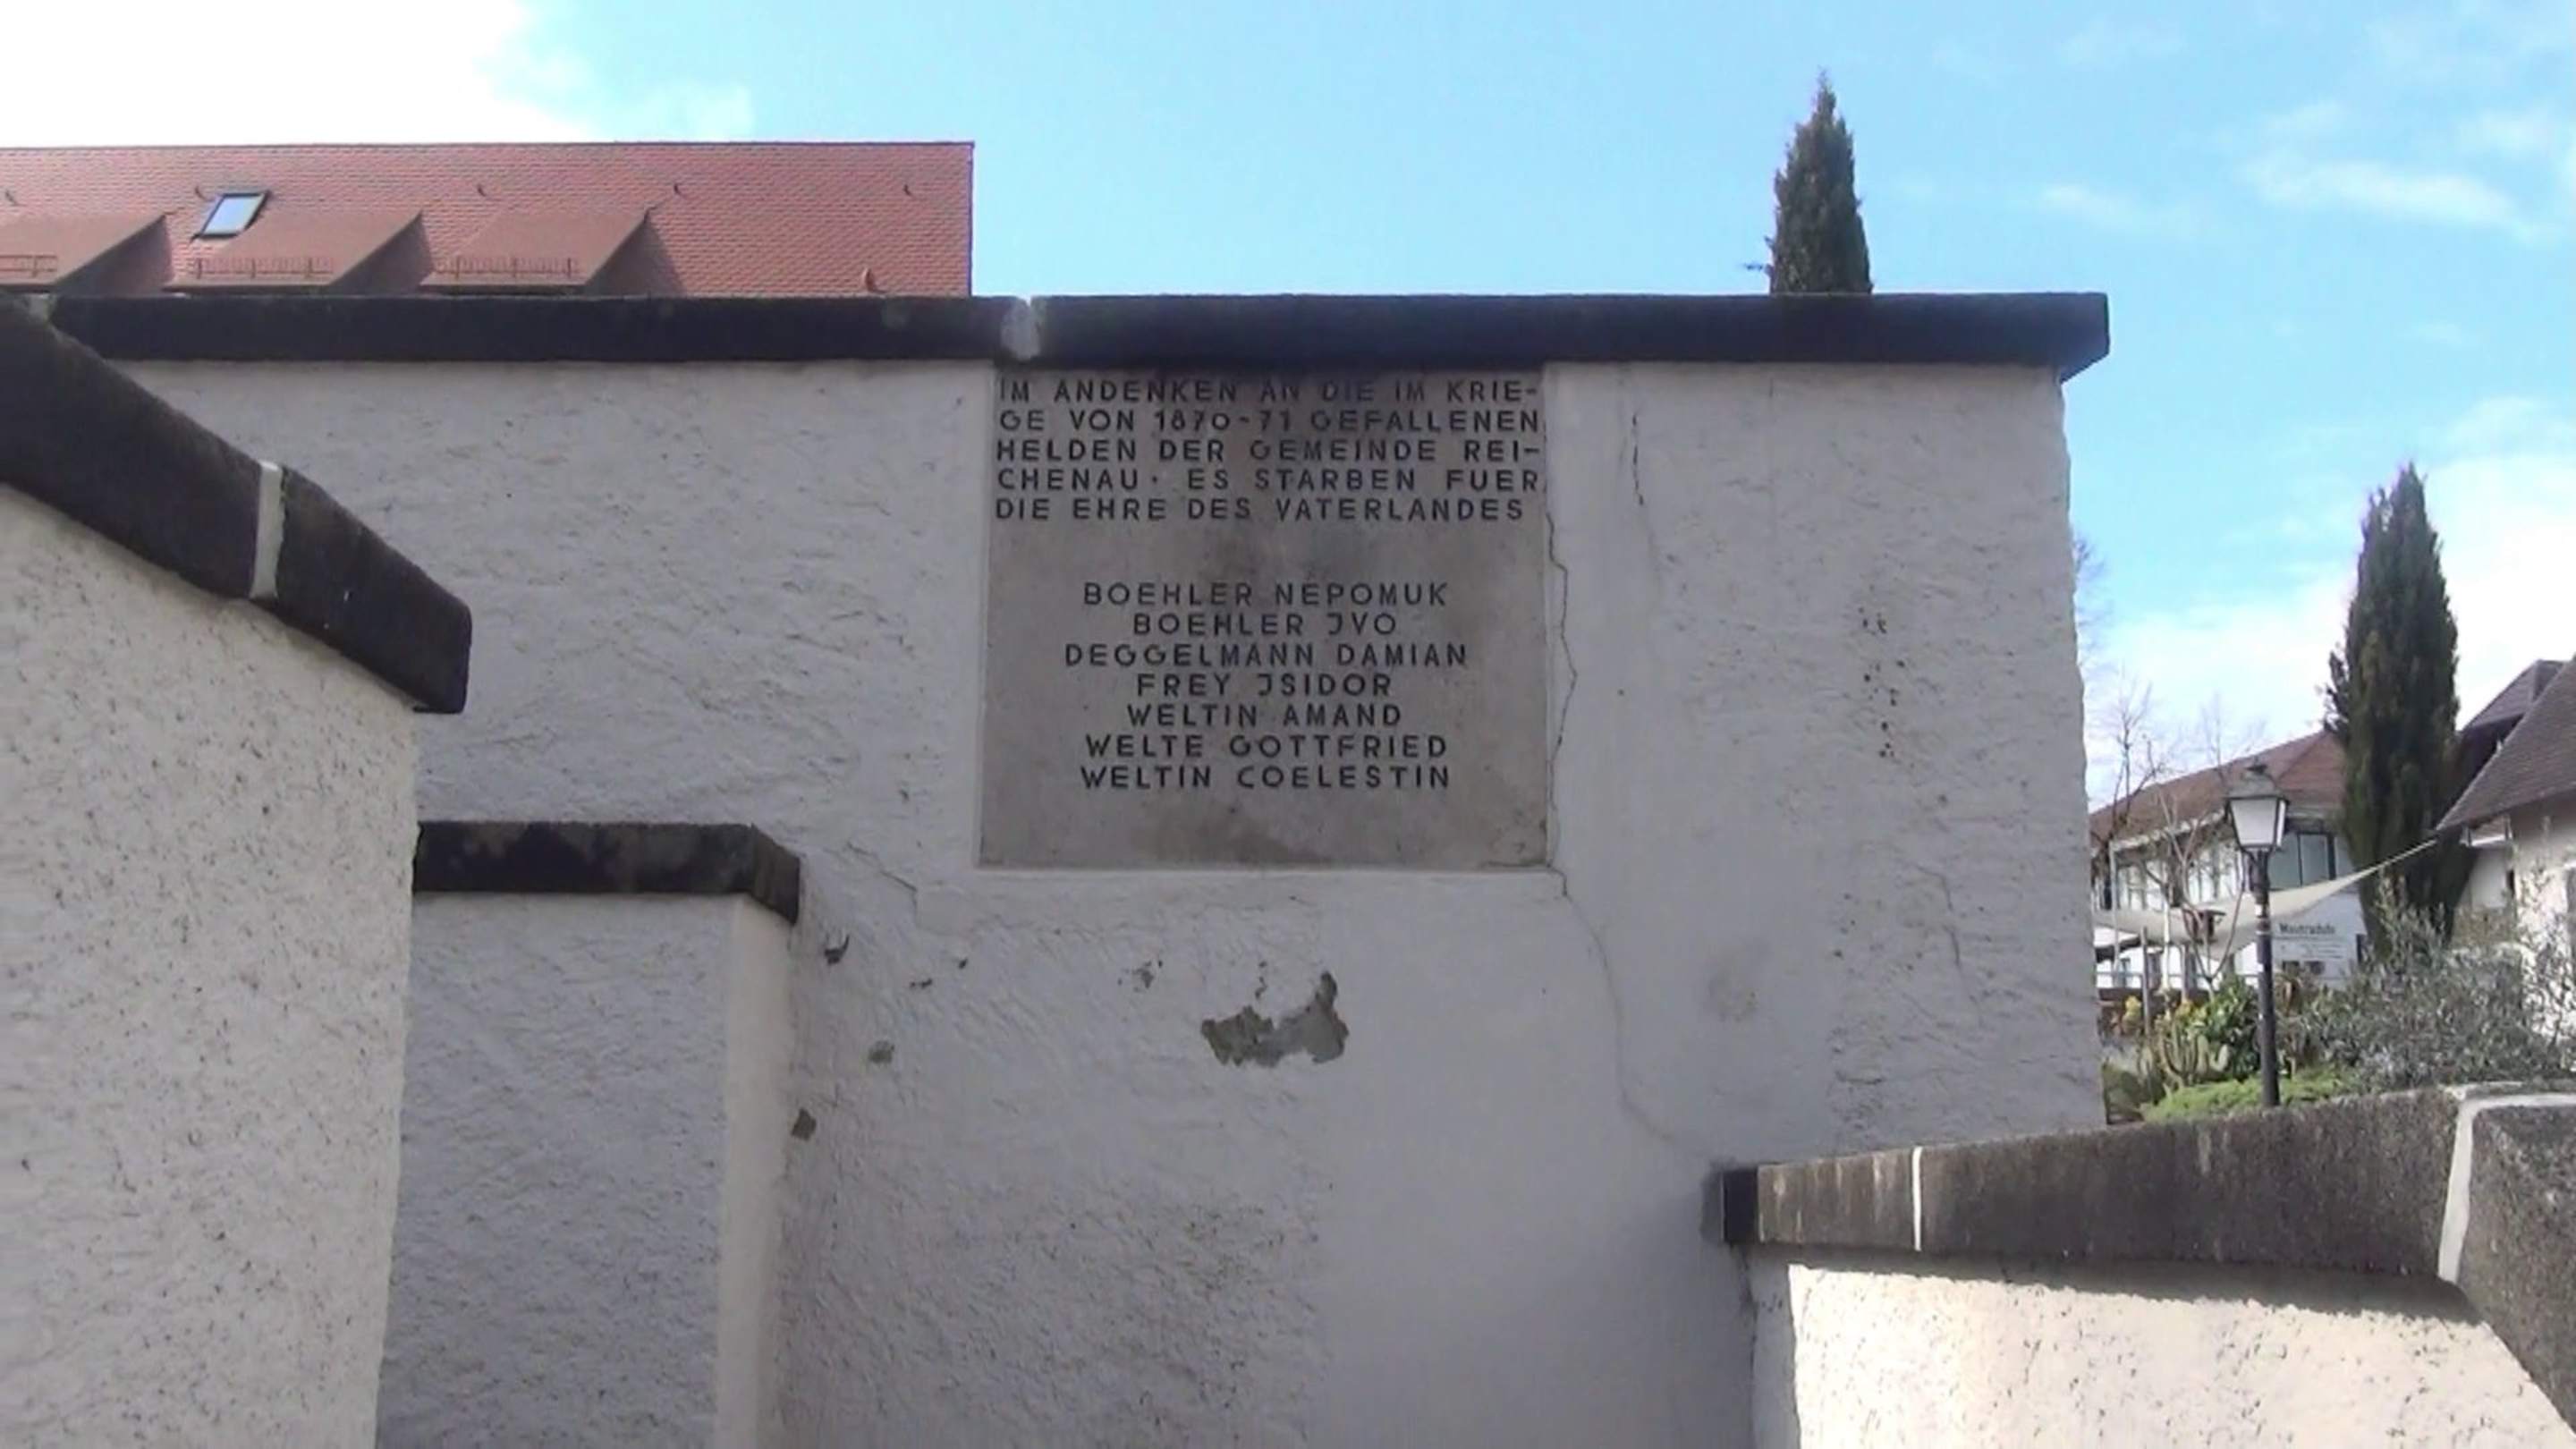 IM ANDENKEN AN DIE IM KRIE-
GE VON 1870-71 GEFALLENEN
HELDEN DER GEMEINDE REI-
CHENAU · ES STARBEN FUER
DIE EHRE DES VATERLANDES
BOEHLER NEPOMUK
BOEHLER JVO
DEGGELMANN DAMIAN
FREY JSIDOR
WELTIN AMAND
WELTE GOTTFRIED
WELTIN COELESTIN